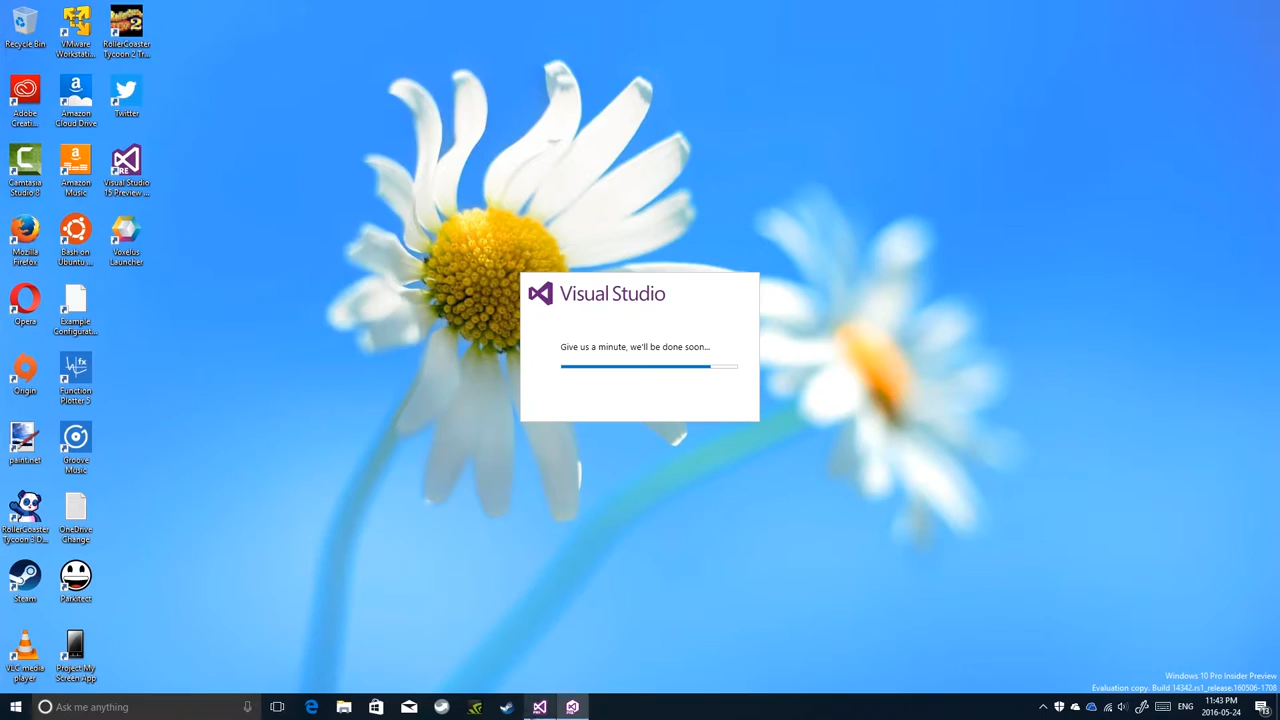 Recycle Bin
VMware
Workstati...
RollerCoaster
Tycoon 2 Tr...
Adobe
Creati...
Amazon
Cloud Drive
Twitter
Camtasia
Studio 8
Amazon
Music
Visual Studio
15 Preview ...
Mozilla
Firefox
Bash on
Ubuntu ...
Voxelus
Launcher
Opera
Example
Configurat...
Origin
Function
Plotter 5
paint.net
Groove
Music
RollerCoaster
Tycoon 3 D...
OneDrive
Change
Steam
Parkitect
VLC media
player
Project My
Screen App
Visual Studio
Give us a minute, we'll be done soon...
Windows 10 Pro Insider Preview
Evaluation copy. Build 14342.rs1_release.160506-1708
Ask me anything
ENG
11:43 PM
2016-05-24